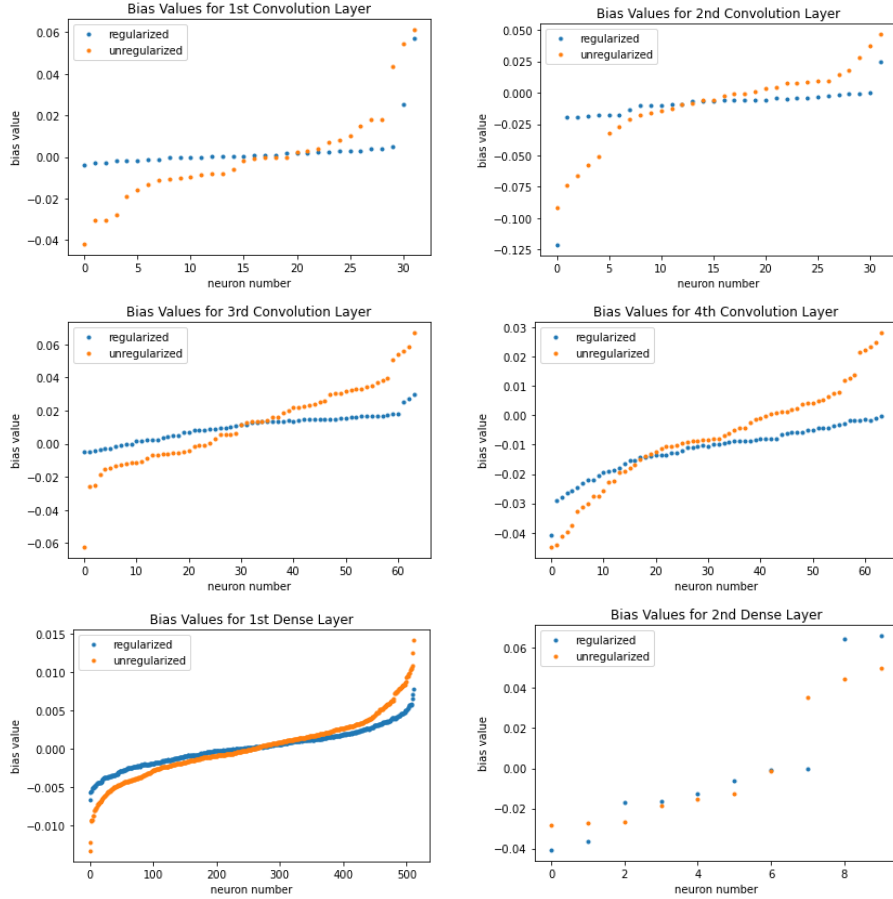 Bias Values for 1st Convolution Layer
regularized
unregularized
0.06
0.04
0.02
0.00
−0.02
−0.04
bias value
0 5 10 15 20 25 30
neuron number
Bias Values for 2nd Convolution Layer
regularized
unregularized
0.050
0.025
0.000
−0.025
−0.050
−0.075
−0.100
−0.125
bias value
0 5 10 15 20 25 30
neuron number
Bias Values for 3rd Convolution Layer
regularized
unregularized
0.06
0.04
0.02
0.00
−0.02
−0.04
−0.06
bias value
0 10 20 30 40 50 60
neuron number
Bias Values for 4th Convolution Layer
regularized
unregularized
0.03
0.02
0.01
0.00
−0.01
−0.02
−0.03
−0.04
bias value
0 10 20 30 40 50 60
neuron number
Bias Values for 1st Dense Layer
regularized
unregularized
0.015
0.010
0.005
0.000
−0.005
−0.010
bias value
0 100 200 300 400 500
neuron number
Bias Values for 2nd Dense Layer
regularized
unregularized
0.06
0.04
0.02
0.00
−0.02
−0.04
bias value
0 2 4 6 8
neuron number